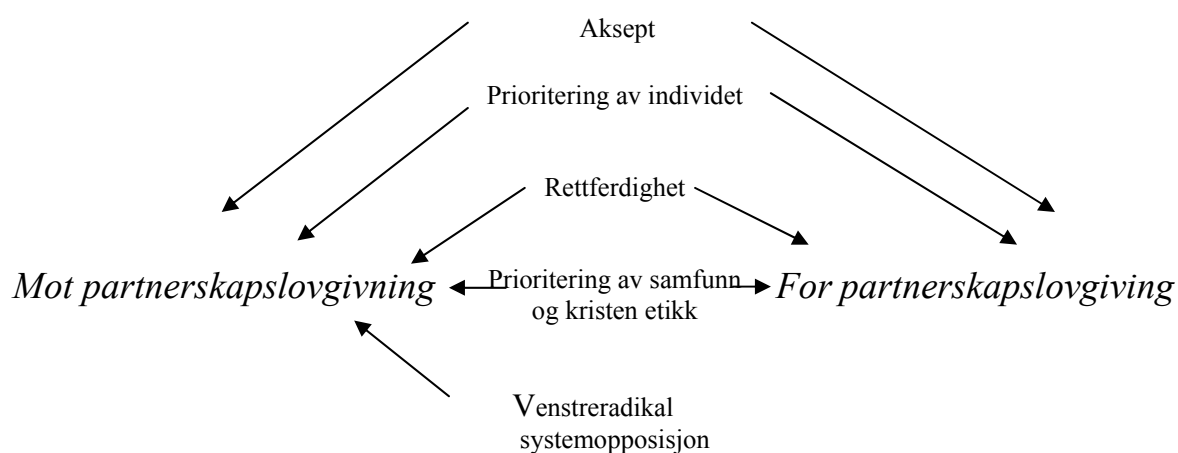 Aksept
Prioritering av individet
Rettferdighet
Mot partnerskapslovgivning
Prioritering av samfunn
og kristen etikk
For partnerskapslovgiving
Venstreradikal
systemopposisjon